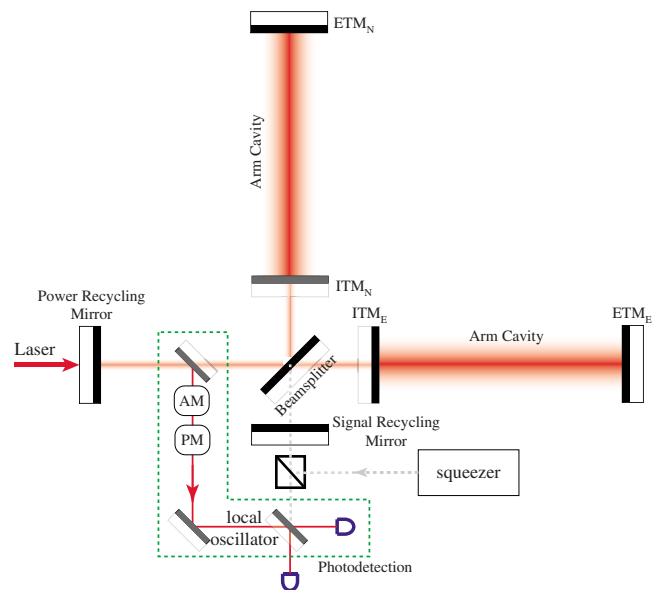 ETM_N
Arm Cavity
ITM_N
Power Recycling
Mirror
ITM_E
ETM_E
Laser
Arm Cavity
Beamsplitter
AM
Signal Recycling
Mirror
PM
squeezer
local
oscillator
Photodetection